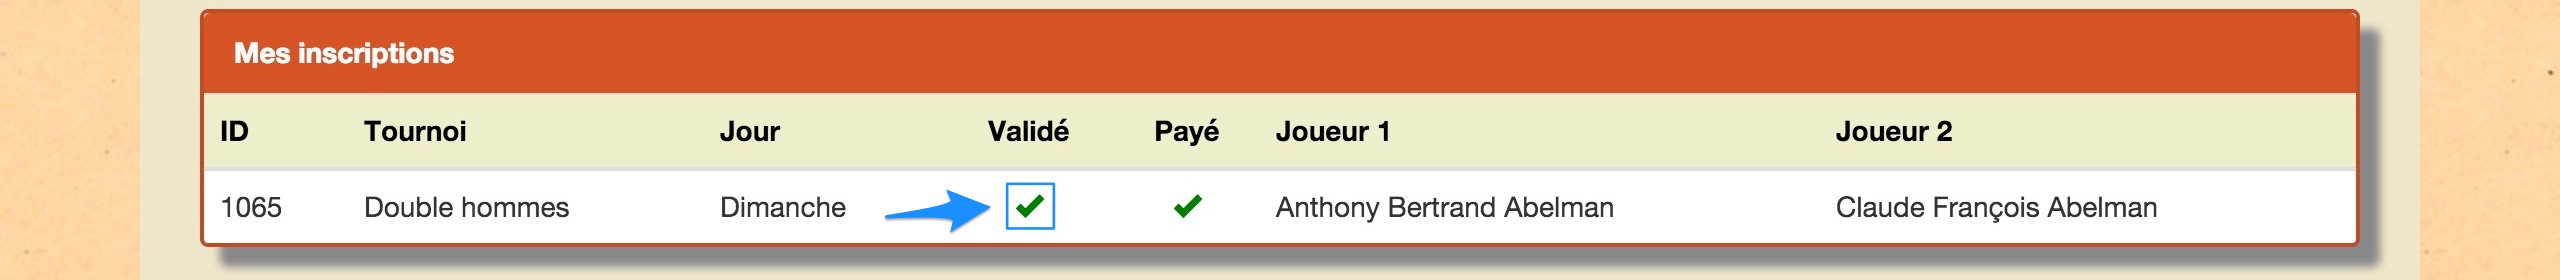 Mes inscriptions
ID Tournoi Jour Validé Payé Joueur 1 Joueur 2
1065 Double hommes Dimanche Anthony Bertrand Abelman Claude François Abelman